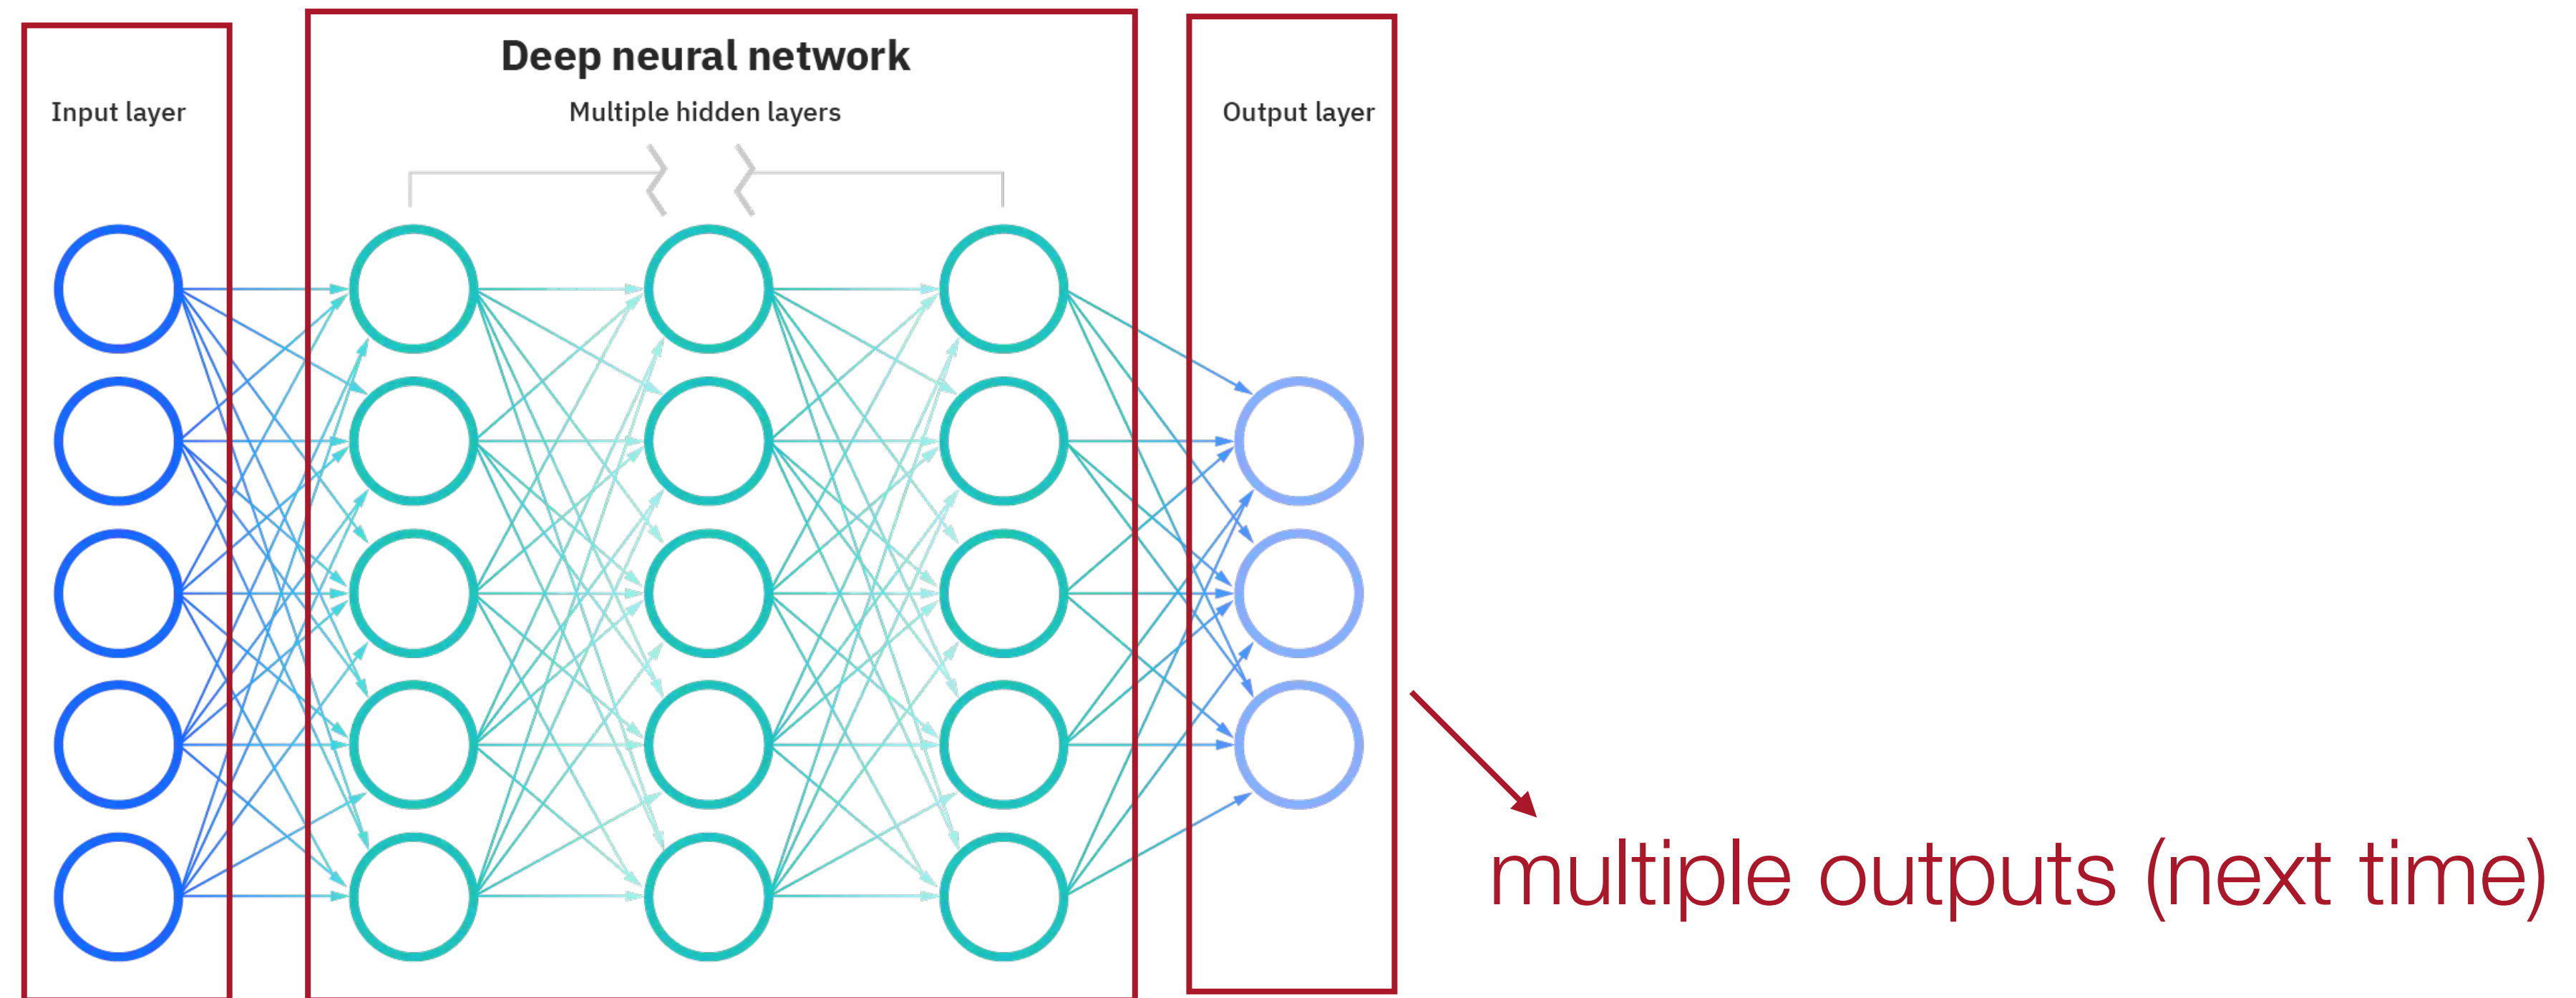 Deep neural network
Input layer
Multiple hidden layers
Output layer
multiple outputs (next time)